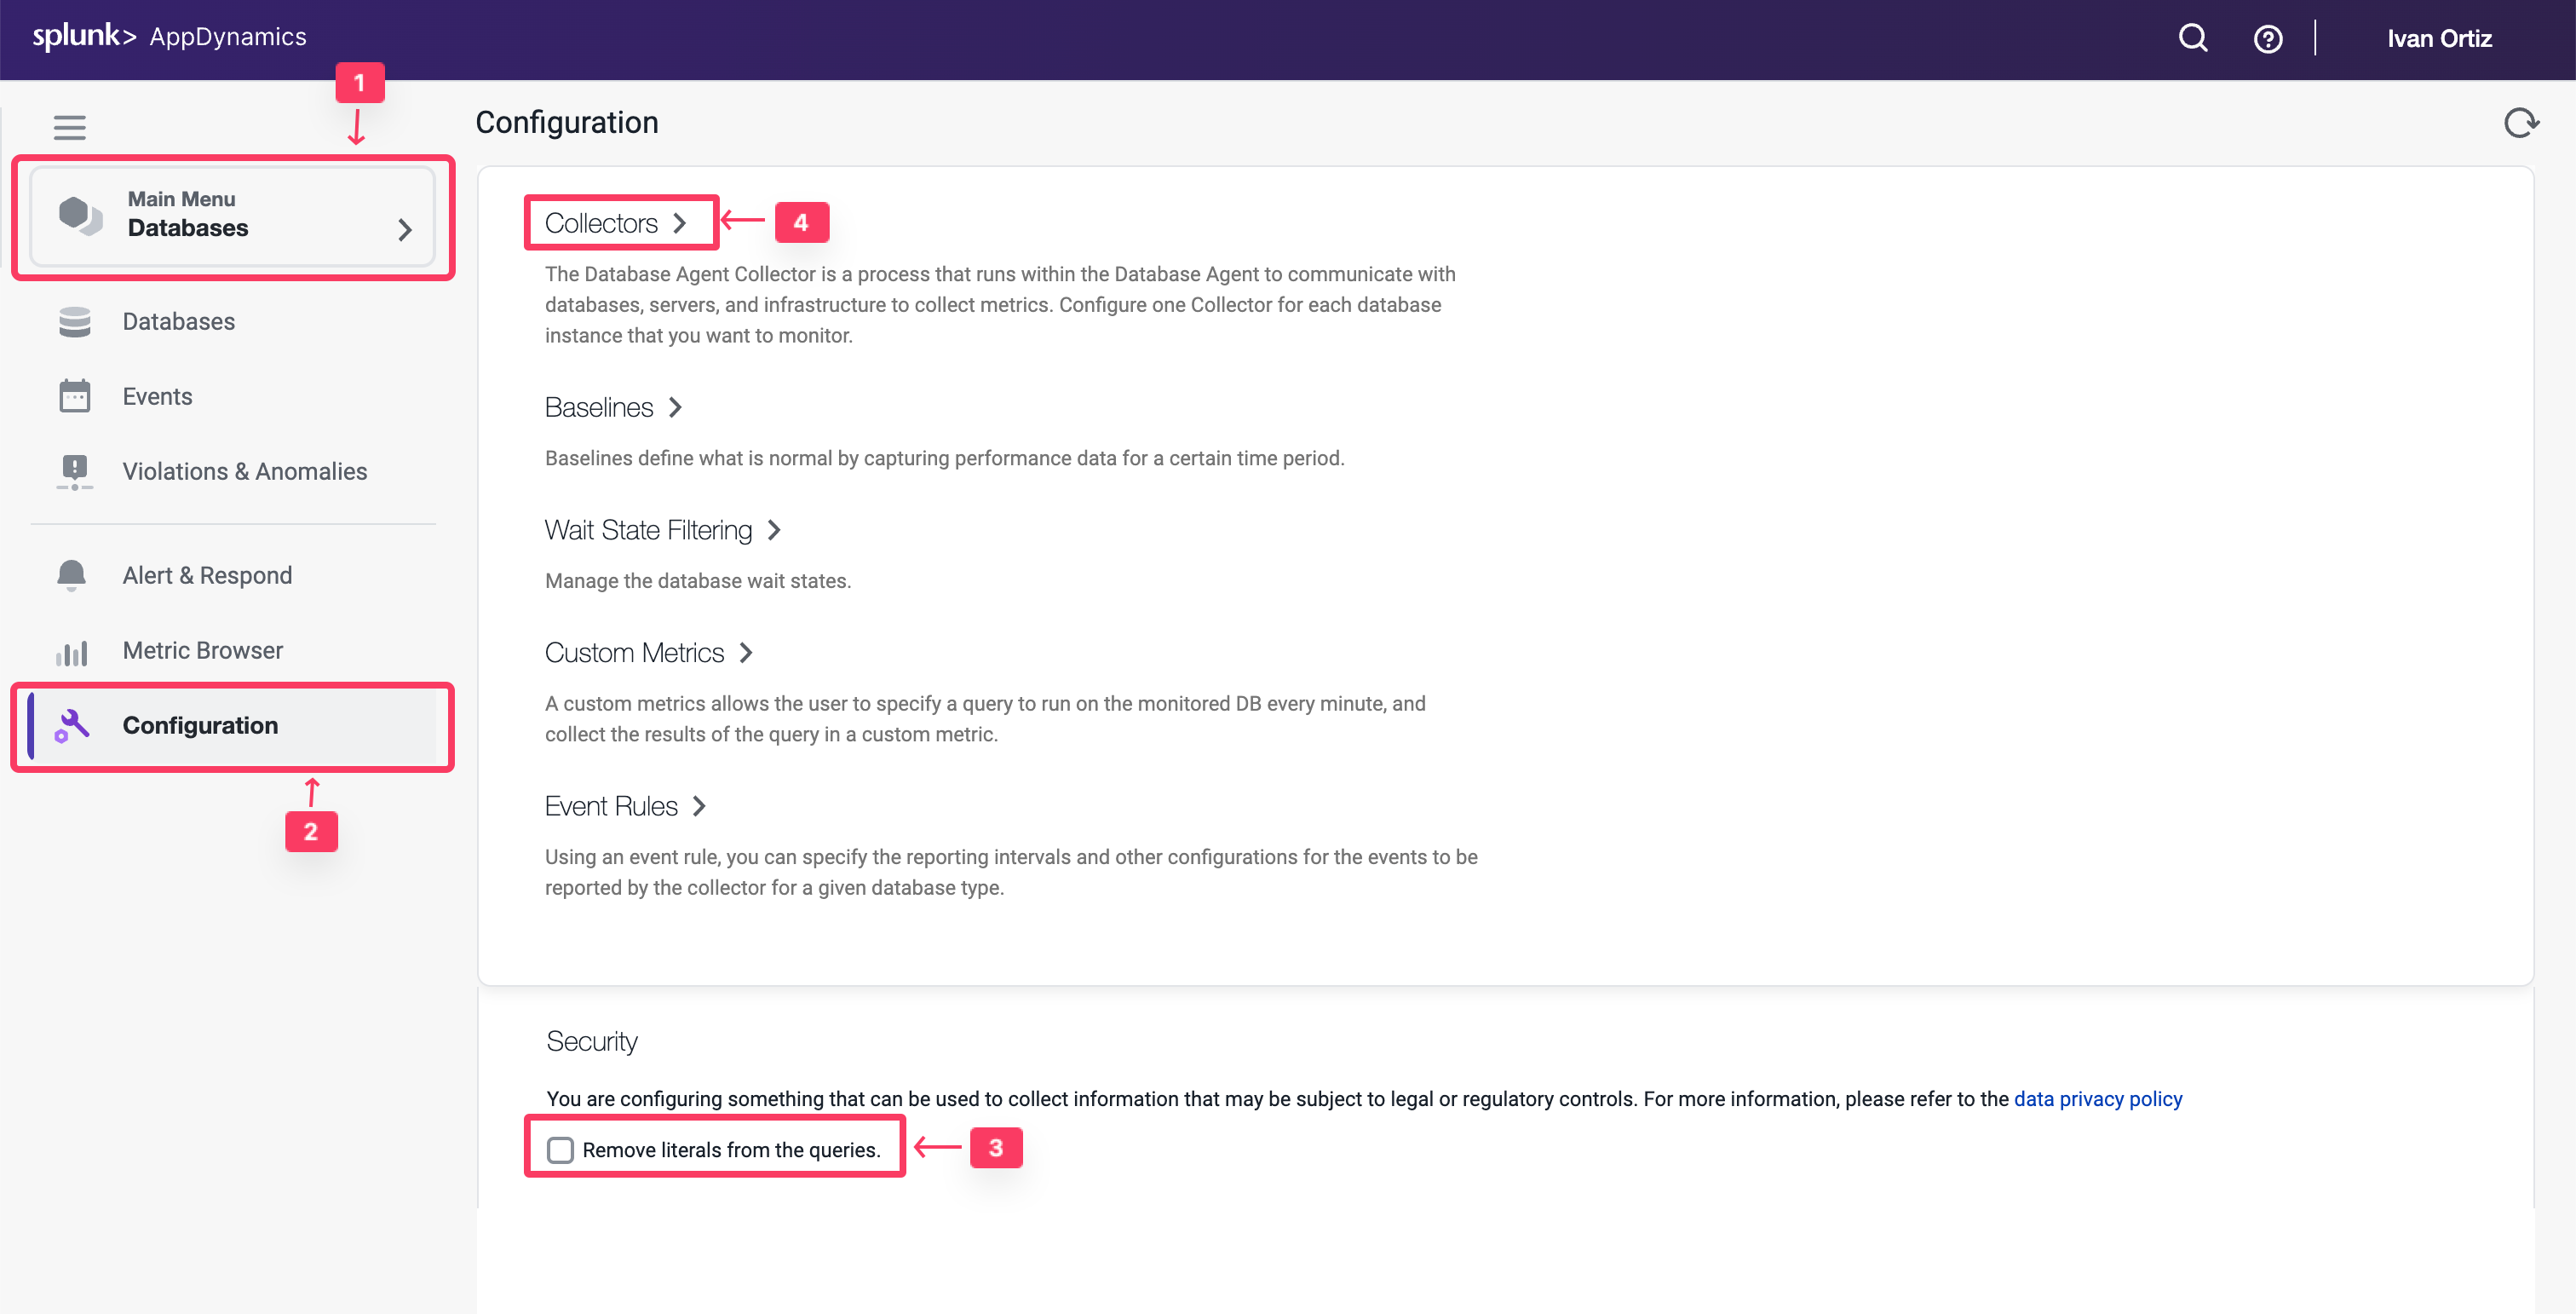 splunk> AppDynamics
Ivan Ortiz
1
Configuration
Main Menu
Databases
Databases
Events
Violations & Anomalies
Alert & Respond
Metric Browser
Configuration
2
Collectors
4
The Database Agent Collector is a process that runs within the Database Agent to communicate with
databases, servers, and infrastructure to collect metrics. Configure one Collector for each database
instance that you want to monitor.
Baselines
Baselines define what is normal by capturing performance data for a certain time period.
Wait State Filtering
Manage the database wait states.
Custom Metrics
A custom metrics allows the user to specify a query to run on the monitored DB every minute, and
collect the results of the query in a custom metric.
Event Rules
Using an event rule, you can specify the reporting intervals and other configurations for the events to be
reported by the collector for a given database type.
Security
You are configuring something that can be used to collect information that may be subject to legal or regulatory controls. For more information, please refer to the data privacy policy
Remove literals from the queries.
3